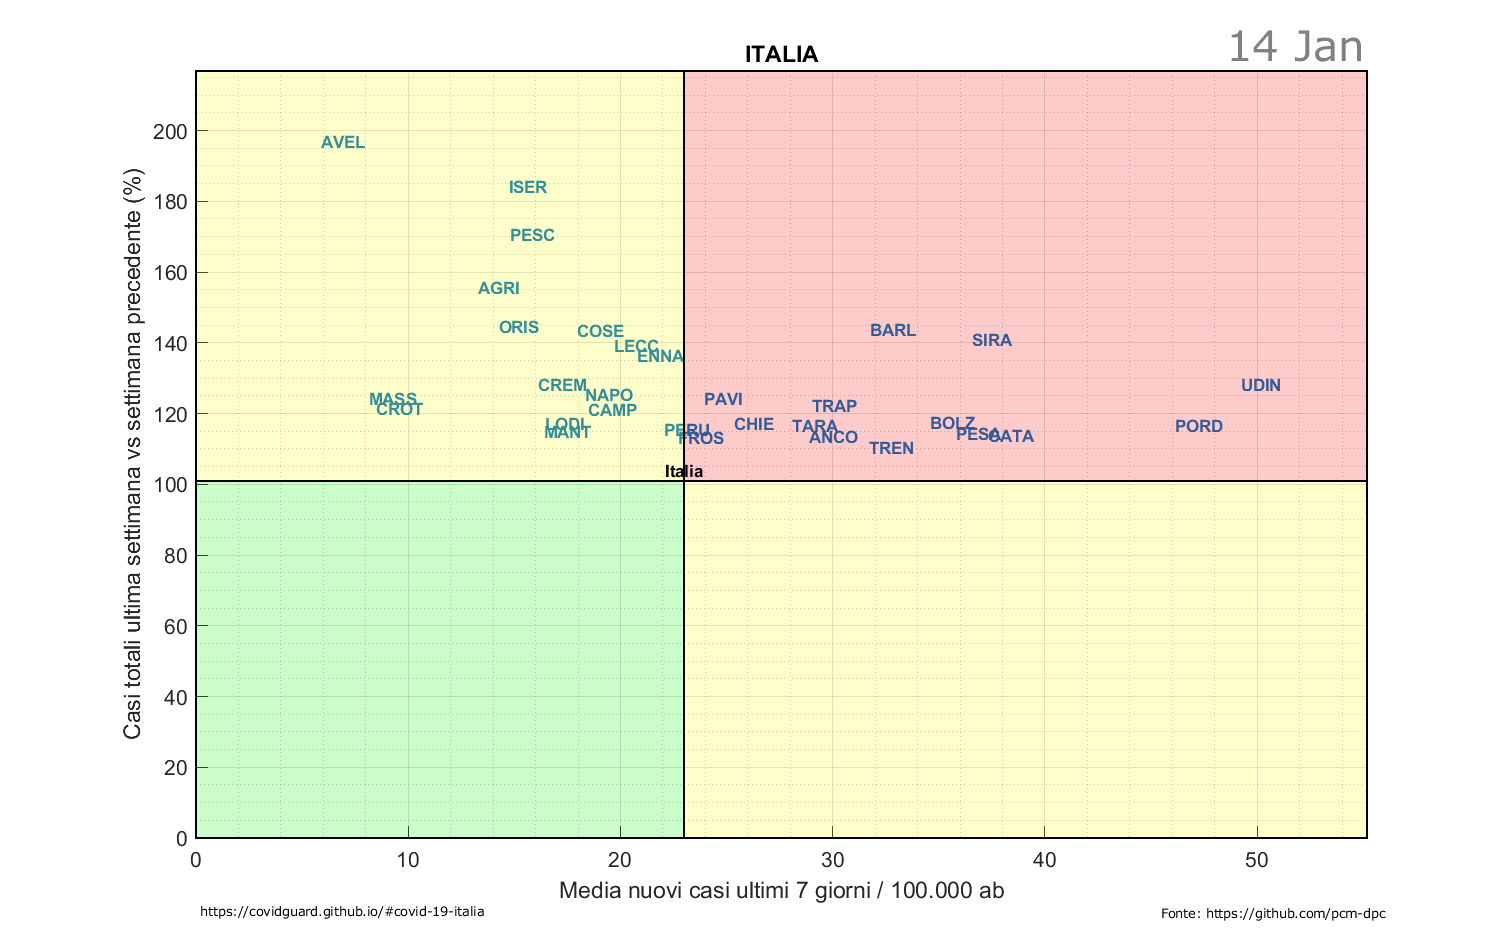 14 Jan
ITALIA
Casi totali ultima settimana vs settimana precedente (%)
200
180
160
140
120
100
80
60
40
20
0
AVEL
ISER
PESC
AGRI
ORIS
COSE
LECC
ENNA
BARL
SIRA
CREM
UDIN
NAPO
MASS
CROT
CAMP
PAVI
TRAP
LODI
MANT
PERU
FROS
CHIE
TARA
ANCO
TREN
BOLZ
PESA
CATA
PORD
Italia
0
10
20
30
40
50
Media nuovi casi ultimi 7 giorni / 100.000 ab
https://covidguard.github.io/#covid-19-italia
Fonte: https://github.com/pcm-dpc